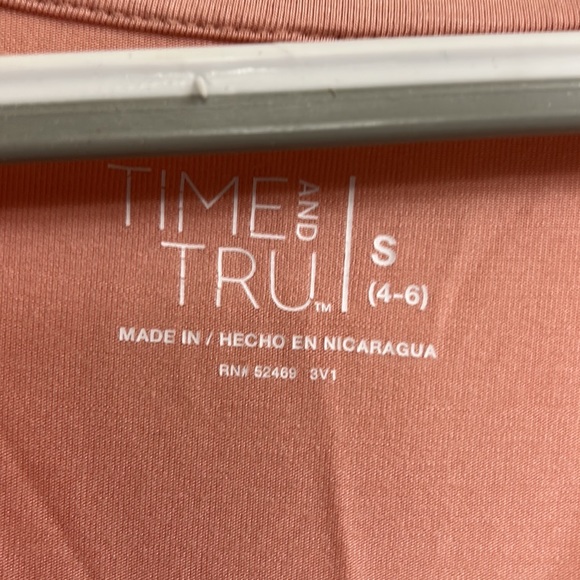 TIME AND
TRU™
S
(4-6)
MADE IN / HECHO EN NICARAGUA
RN# 52469 3V1